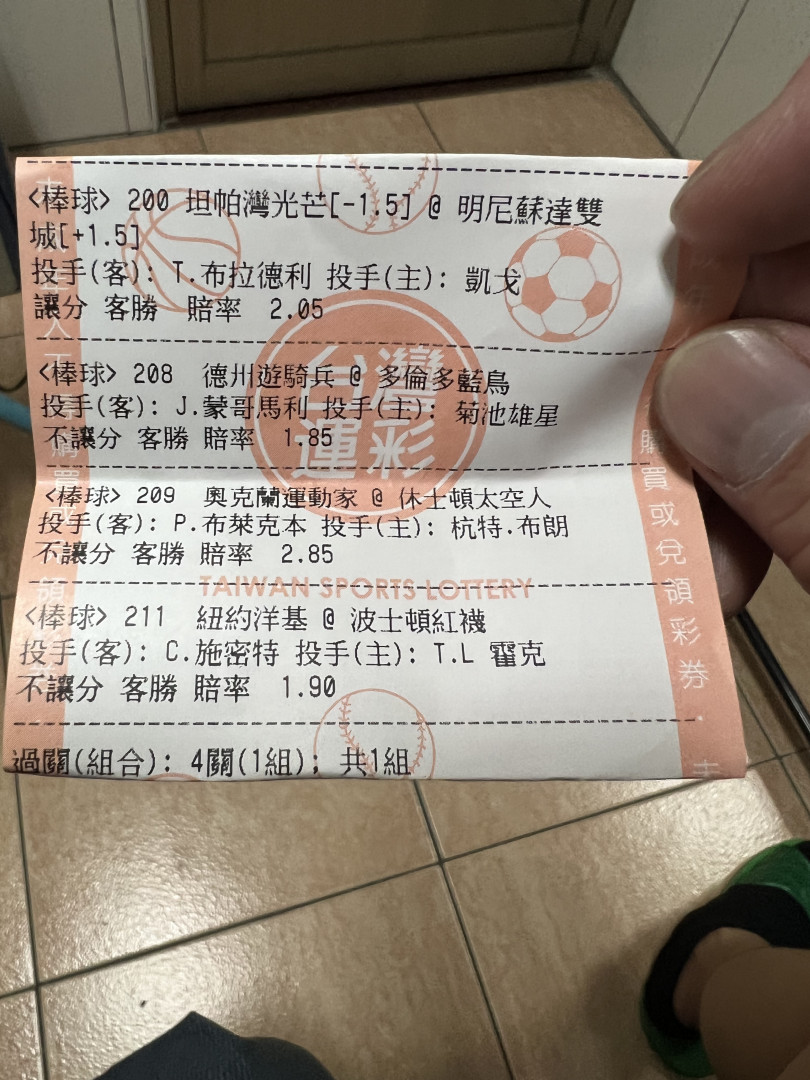 <棒球> 200 坦帕灣光芒[-1.5] @ 明尼蘇達雙
城[+1.5]
投手(客): T.布拉德利 投手(主): 凱戈
讓分 客勝 賠率 2.05
<棒球> 208 德州遊騎兵 @ 多倫多藍鳥
投手(客): J.蒙哥馬利 投手(主): 菊池雄星
不讓分 客勝 賠率 1.85
<棒球> 209 奧克蘭運動家 @ 休士頓太空人
投手(客): P.布萊克本 投手(主): 杭特.布朗
不讓分 客勝 賠率 2.85
<棒球> 211 紐約洋基 @ 波士頓紅襪
投手(客): C.施密特 投手(主): T.L 霍克
不讓分 客勝 賠率 1.90
過關(組合): 4關(1組); 共1組
台灣
運彩
TAIWAN SPORTS LOTTERY
購買或兌領彩券.